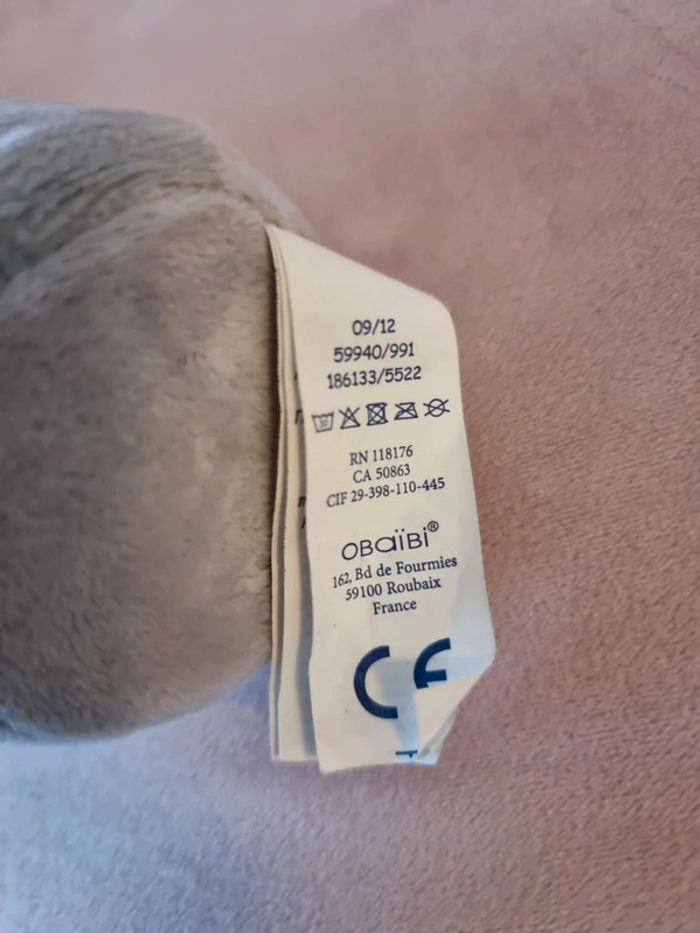 09/12
59940/991
186133/5522
30
RN 118176
CA 50863
CIF 29-398-110-445
OBaïBi®
162, Bd de Fourmies
59100 Roubaix
France
CE